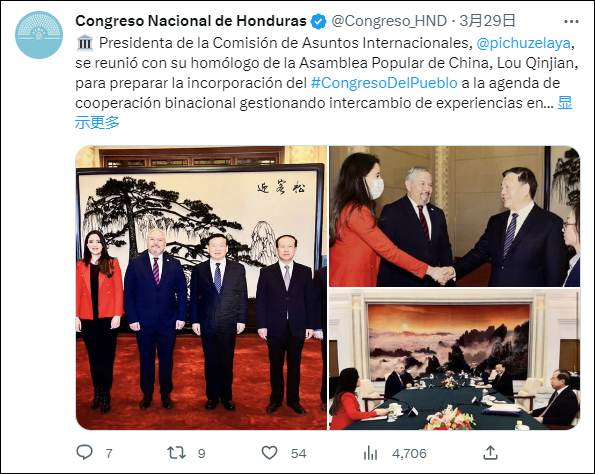 Congreso Nacional de Honduras @Congreso_HND · 3月29日
Presidenta de la Comisión de Asuntos Internacionales, @pichuzelaya,
se reunió con su homólogo de la Asamblea Popular de China, Lou Qinjian,
para preparar la incorporación del #CongresoDelPueblo a la agenda de
cooperación binacional gestionando intercambio de experiencias en... 显
示更多
迎客松
7 9 54 4,706